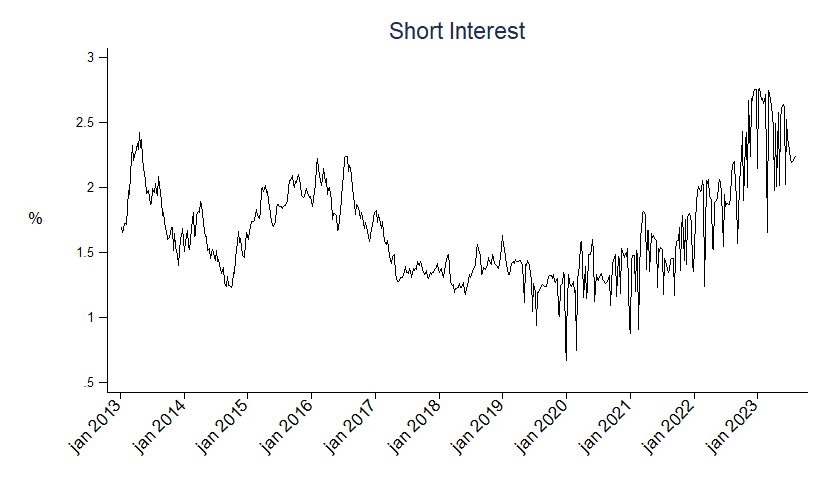 Short Interest
3
2.5
2
1.5
1
.5
%
jan 2013
jan 2014
jan 2015
jan 2016
jan 2017
jan 2018
jan 2019
jan 2020
jan 2021
jan 2022
jan 2023